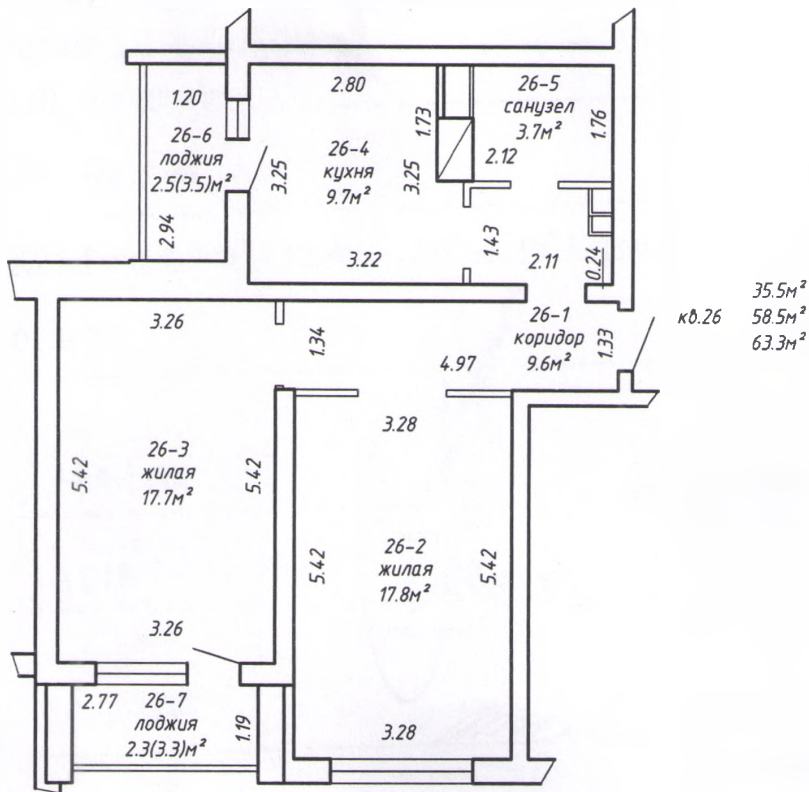 1.20
26-6
лоджия
2.5(3.5)м²
2.94
2.80
26-4
кухня
9.7м²
3.25
3.25
3.22
1.73
26-5
санузел
3.7м²
1.76
2.12
1.43
2.11
0.24
26-1
коридор
9.6м²
1.33
4.97
1.34
кв.26
35.5м²
58.5м²
63.3м²
3.26
26-3
жилая
17.7м²
5.42
5.42
3.26
3.28
26-2
жилая
17.8м²
5.42
5.42
3.28
2.77
26-7
лоджия
2.3(3.3)м²
1.19